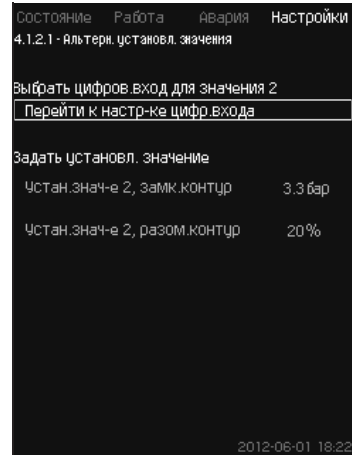 Состояние Работа Авария Настройки
4.1.2.1 - Альтерн. установл. значения
Выбрать цифров.вход для значения 2
Перейти к настр-ке цифр.входа
Задать установл. значение
Устан.знач-е 2, замк.контур 3.3 бар
Устан.знач-е 2, разом.контур 20%
2012-06-01 18:22